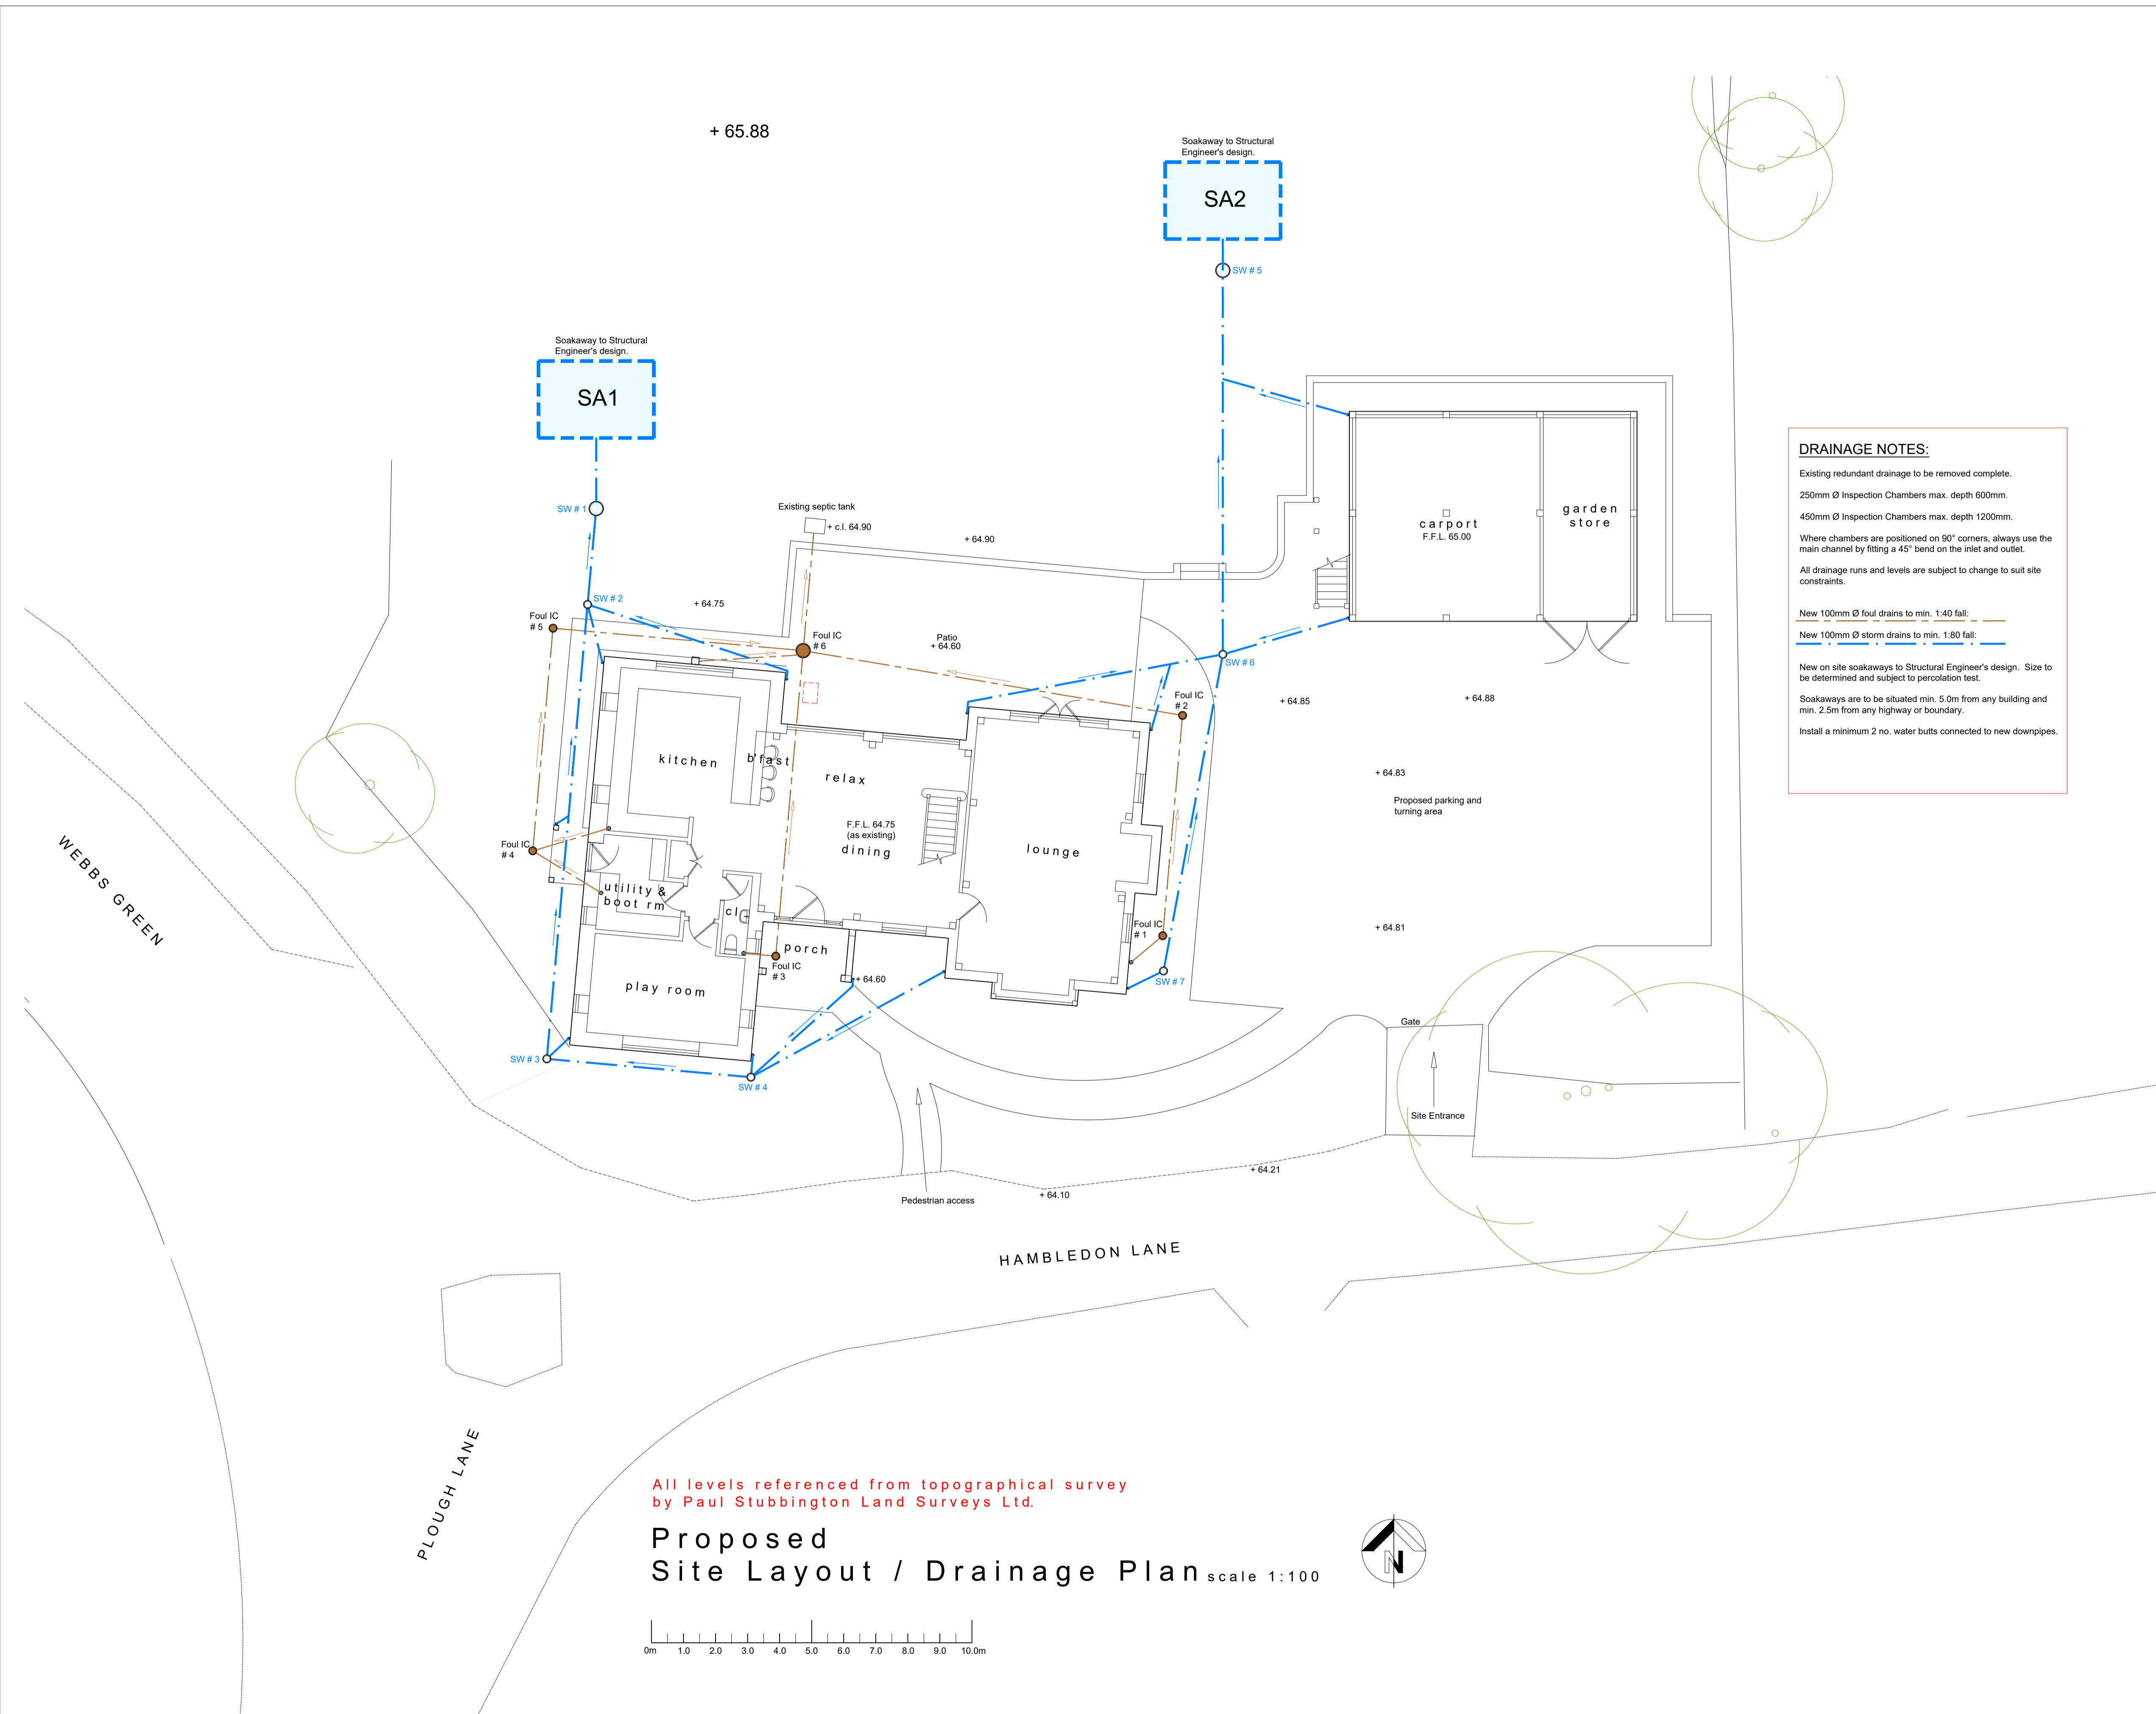 + 65.88
Soakaway to Structural
Engineer's design.
SA2
SW # 5
Soakaway to Structural
Engineer's design.
SA1
SW # 1
Existing septic tank
+ c.l. 64.90
+ 64.90
carport
F.F.L. 65.00
garden
store
SW # 2
+ 64.75
Foul IC
# 5
Foul IC
# 6
Patio
+ 64.60
SW # 6
Foul IC
# 2
+ 64.85
+ 64.88
kitchen
b'fast
relax
+ 64.83
Proposed parking and
turning area
F.F.L. 64.75
(as existing)
dining
lounge
Foul IC
# 4
utility &
boot rm
cl
Foul IC
# 1
+ 64.81
porch
Foul IC
# 3
+ 64.60
SW # 7
play room
SW # 3
SW # 4
Gate
Site Entrance
+ 64.21
+ 64.10
Pedestrian access
WEBBS GREEN
HAMBLEDON LANE
PLOUGH LANE
DRAINAGE NOTES:
Existing redundant drainage to be removed complete.
250mm Ø Inspection Chambers max. depth 600mm.
450mm Ø Inspection Chambers max. depth 1200mm.
Where chambers are positioned on 90° corners, always use the
main channel by fitting a 45° bend on the inlet and outlet.
All drainage runs and levels are subject to change to suit site
constraints.
New 100mm Ø foul drains to min. 1:40 fall:
New 100mm Ø storm drains to min. 1:80 fall:
New on site soakaways to Structural Engineer's design. Size to
be determined and subject to percolation test.
Soakaways are to be situated min. 5.0m from any building and
min. 2.5m from any highway or boundary.
Install a minimum 2 no. water butts connected to new downpipes.
All levels referenced from topographical survey
by Paul Stubbington Land Surveys Ltd.
Proposed
Site Layout / Drainage Plan scale 1:100
N
0m 1.0 2.0 3.0 4.0 5.0 6.0 7.0 8.0 9.0 10.0m